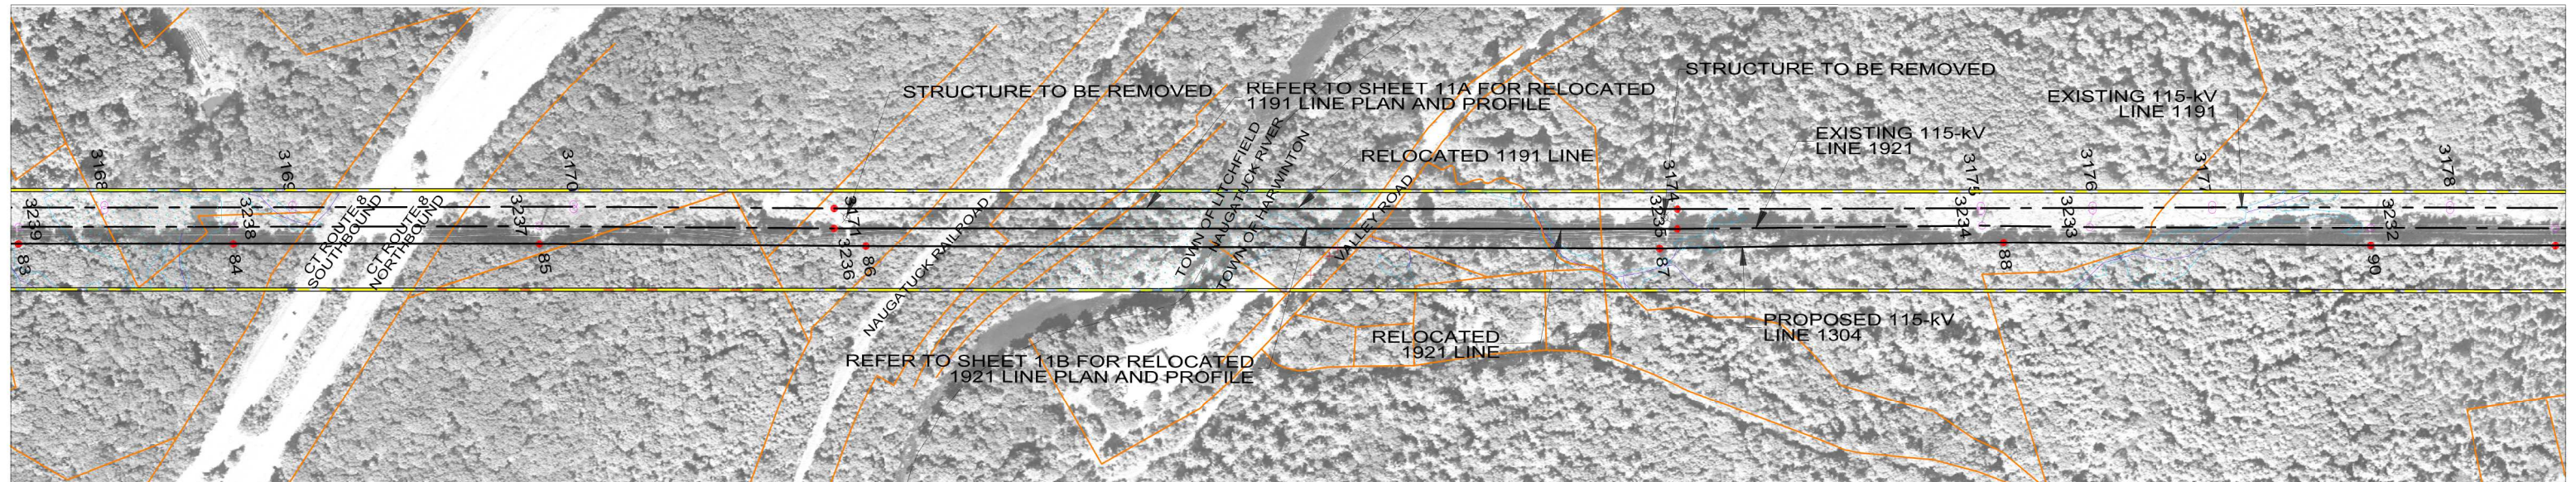 STRUCTURE TO BE REMOVED
REFER TO SHEET 11A FOR RELOCATED
1191 LINE PLAN AND PROFILE
STRUCTURE TO BE REMOVED
EXISTING 115-kV
LINE 1191
EXISTING 115-kV
LINE 1921
RELOCATED 1191 LINE
3168
3169
3170
3171
3174
3175
3176
3177
3178
3239
3238
3237
3236
3235
3234
3233
3232
83
84
85
86
87
88
90
CT ROUTE 8
SOUTHBOUND
CT ROUTE 8
NORTHBOUND
NAUGATUCK RAILROAD
TOWN OF LITCHFIELD
NAUGATUCK RIVER
TOWN OF HARWINTON
VALLEY ROAD
REFER TO SHEET 11B FOR RELOCATED
1921 LINE PLAN AND PROFILE
RELOCATED
1921 LINE
PROPOSED 115-kV
LINE 1304